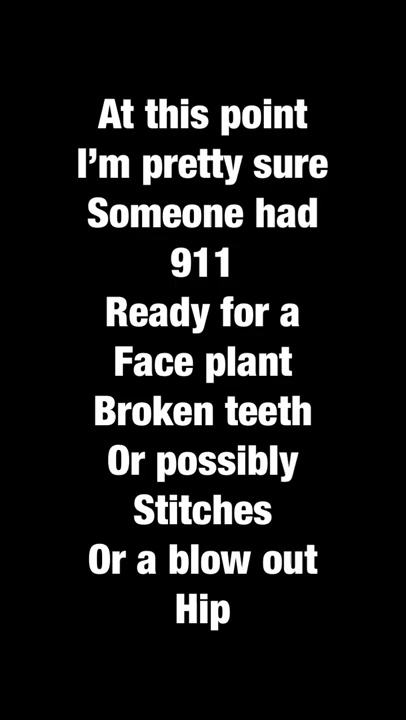 At this point
I'm pretty sure
Someone had
911
Ready for a
Face plant
Broken teeth
Or possibly
Stitches
Or a blow out
Hip